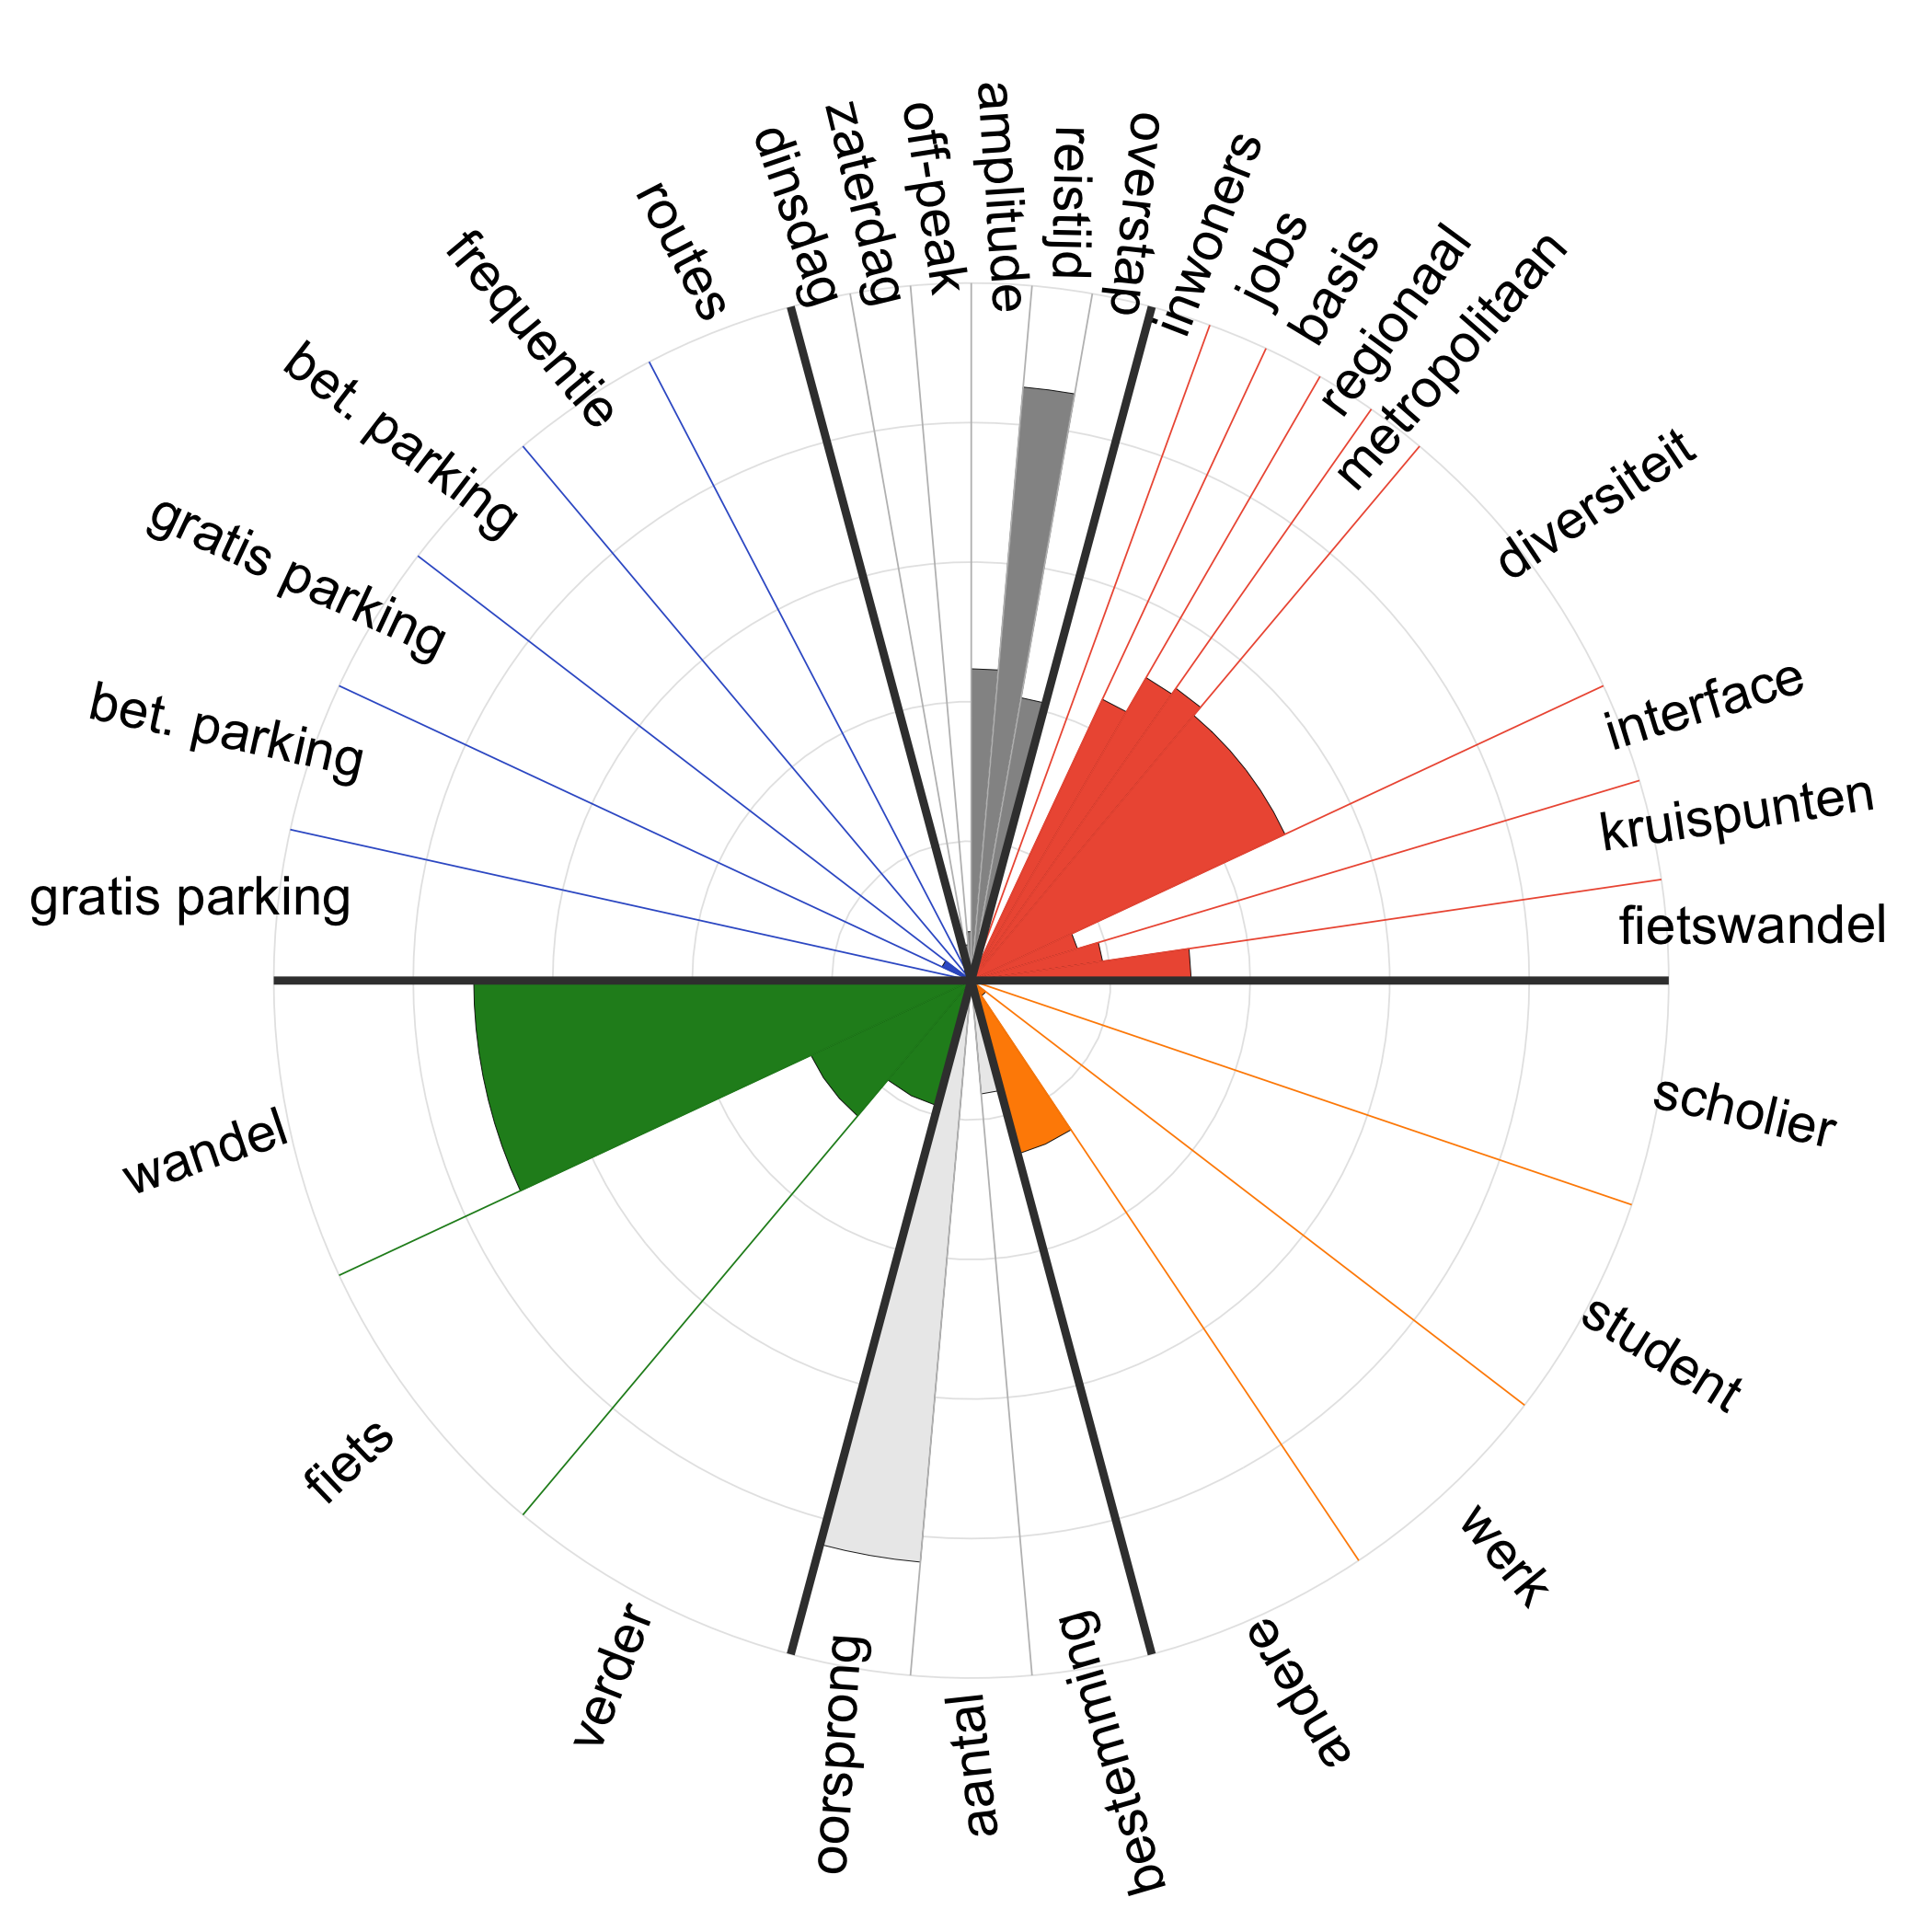 dinsdag
zaterdag
off-peak
amplitude
reistijd
overstap
inwoners
jobs
basis
regionaal
metropolitaan
diversiteit
interface
kruispunten
fietswandel
scholier
student
werk
andere
bestemming
aantal
oorsprong
verder
fiets
wandel
gratis parking
bet. parking
gratis parking
bet. parking
frequentie
routes